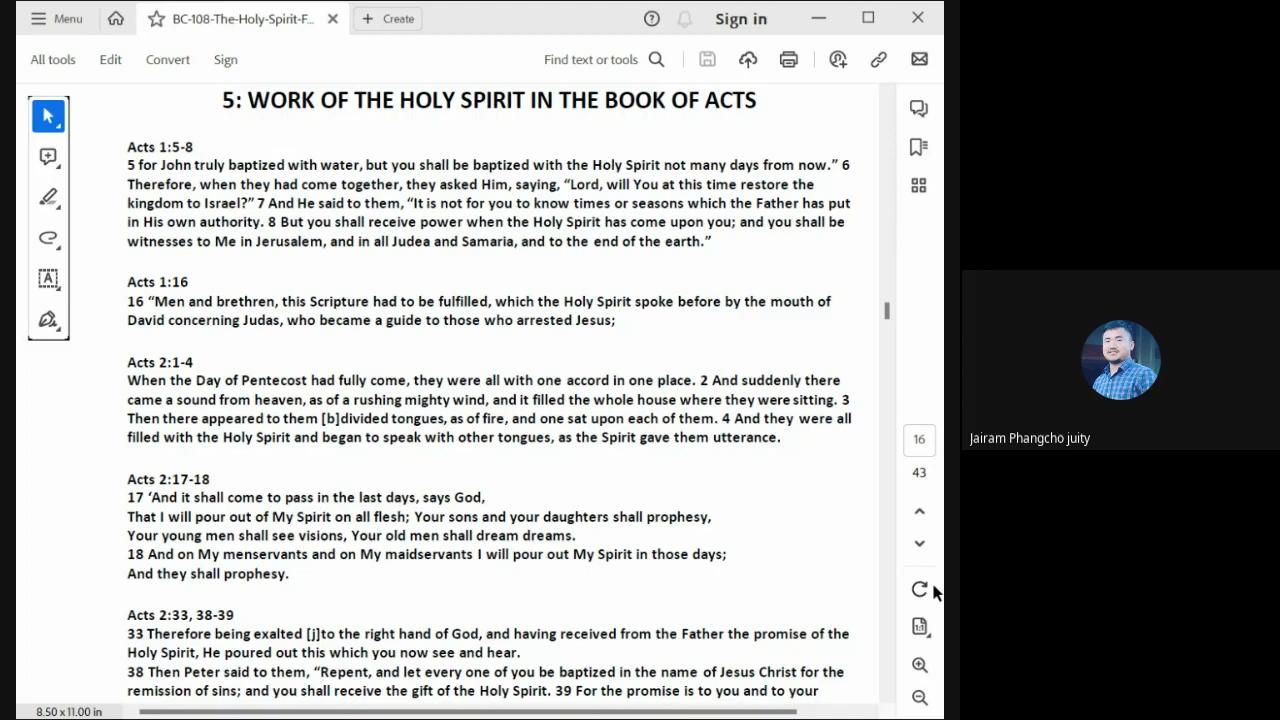 Menu
BC-108-The-Holy-Spirit-F...
Create
Sign in
All tools
Edit
Convert
Sign
Find text or tools
5: WORK OF THE HOLY SPIRIT IN THE BOOK OF ACTS
Acts 1:5-8
5 for John truly baptized with water, but you shall be baptized with the Holy Spirit not many days from now.” 6
Therefore, when they had come together, they asked Him, saying, “Lord, will You at this time restore the
kingdom to Israel?” 7 And He said to them, “It is not for you to know times or seasons which the Father has put
in His own authority. 8 But you shall receive power when the Holy Spirit has come upon you; and you shall be
witnesses to Me in Jerusalem, and in all Judea and Samaria, and to the end of the earth.”
Acts 1:16
16 “Men and brethren, this Scripture had to be fulfilled, which the Holy Spirit spoke before by the mouth of
David concerning Judas, who became a guide to those who arrested Jesus;
Acts 2:1-4
When the Day of Pentecost had fully come, they were all with one accord in one place. 2 And suddenly there
came a sound from heaven, as of a rushing mighty wind, and it filled the whole house where they were sitting. 3
Then there appeared to them [b]divided tongues, as of fire, and one sat upon each of them. 4 And they were all
filled with the Holy Spirit and began to speak with other tongues, as the Spirit gave them utterance.
Acts 2:17-18
17 ‘And it shall come to pass in the last days, says God,
That I will pour out of My Spirit on all flesh; Your sons and your daughters shall prophesy,
Your young men shall see visions, Your old men shall dream dreams.
18 And on My menservants and on My maidservants I will pour out My Spirit in those days;
And they shall prophesy.
Acts 2:33, 38-39
33 Therefore being exalted [j]to the right hand of God, and having received from the Father the promise of the
Holy Spirit, He poured out this which you now see and hear.
38 Then Peter said to them, “Repent, and let every one of you be baptized in the name of Jesus Christ for the
remission of sins; and you shall receive the gift of the Holy Spirit. 39 For the promise is to you and to your
8.50 x 11.00 in
16
43
1:1
Jairam Phangcho juity